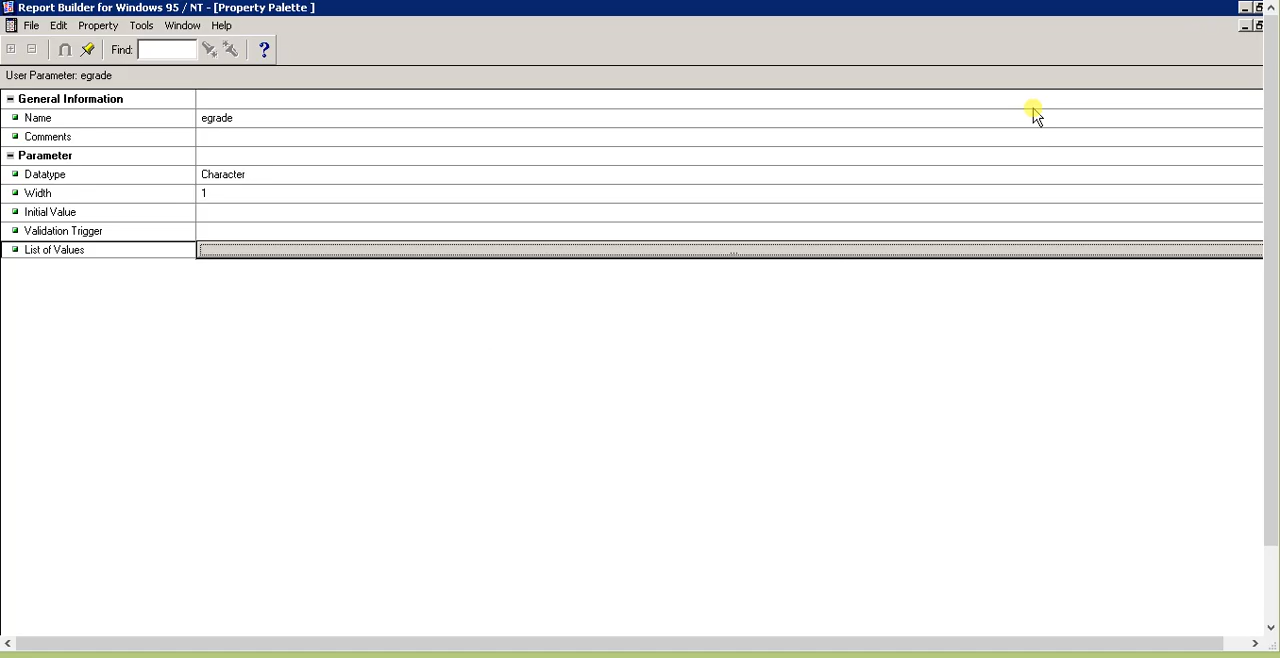 Report Builder for Windows 95 / NT - [Property Palette ]
File Edit Property Tools Window Help
Find: ?
User Parameter: egrade
General Information
Name egrade
Comments
Parameter
Datatype Character
Width 1
Initial Value
Validation Trigger
List of Values ...